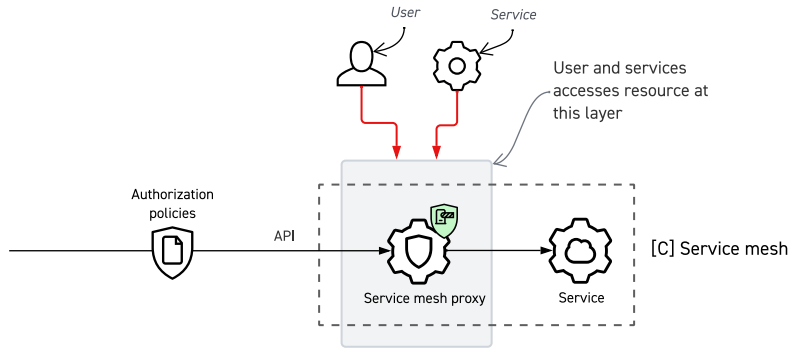 User
Service
User and services
accesses resource at
this layer
Authorization
policies
API
[C] Service mesh
Service mesh proxy
Service